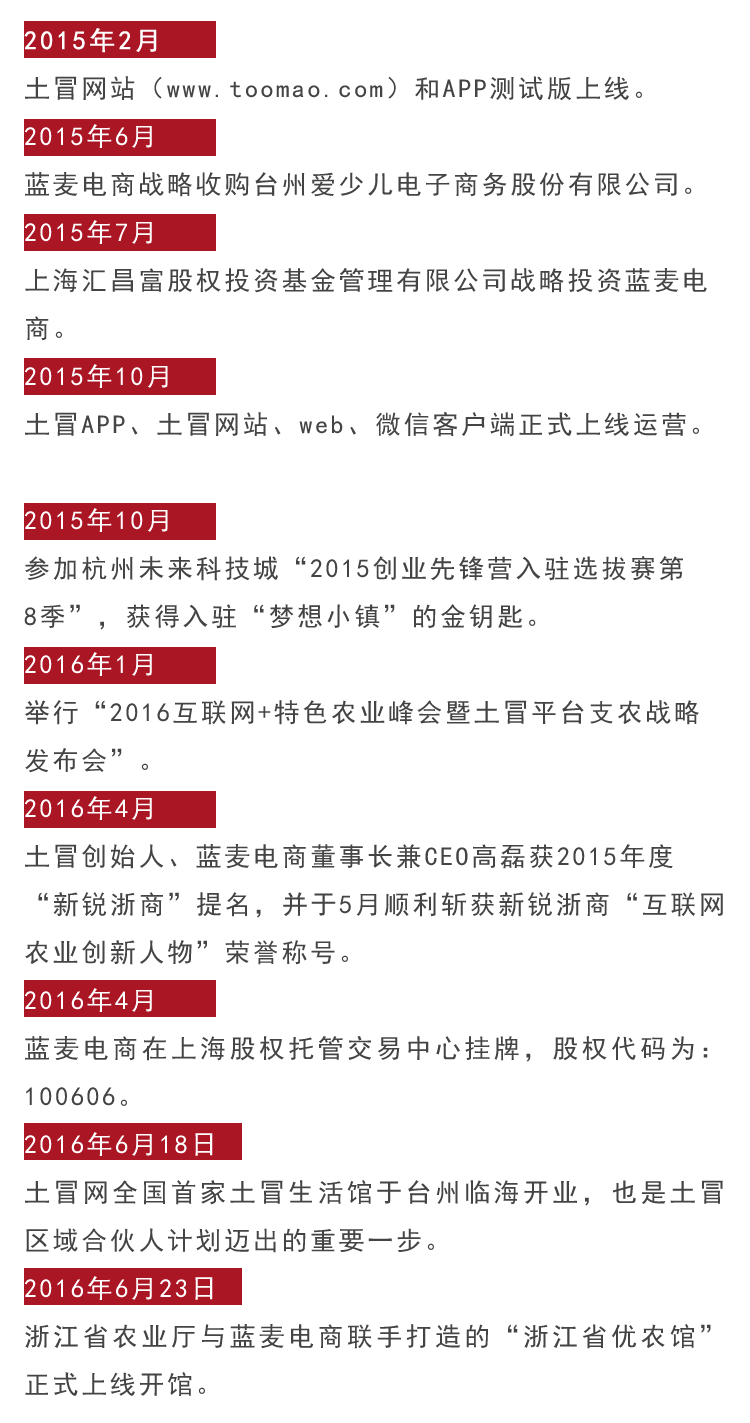 2015年2月
土冒网站（www.toomao.com）和APP测试版上线。
2015年6月
蓝麦电商战略收购台州爱少儿电子商务股份有限公司。
2015年7月
上海汇昌富股权投资基金管理有限公司战略投资蓝麦电
商。
2015年10月
土冒APP、土冒网站、web、微信客户端正式上线运营。
2015年10月
参加杭州未来科技城“2015创业先锋营入驻选拔赛第
8季”，获得入驻“梦想小镇”的金钥匙。
2016年1月
举行“2016互联网+特色农业峰会暨土冒平台支农战略
发布会”。
2016年4月
土冒创始人、蓝麦电商董事长兼CEO高磊获2015年度
“新锐浙商”提名，并于5月顺利斩获新锐浙商“互联网
农业创新人物”荣誉称号。
2016年4月
蓝麦电商在上海股权托管交易中心挂牌，股权代码为：
100606。
2016年6月18日
土冒网全国首家土冒生活馆于台州临海开业，也是土冒
区域合伙人计划迈出的重要一步。
2016年6月23日
浙江省农业厅与蓝麦电商联手打造的“浙江省优农馆”
正式上线开馆。